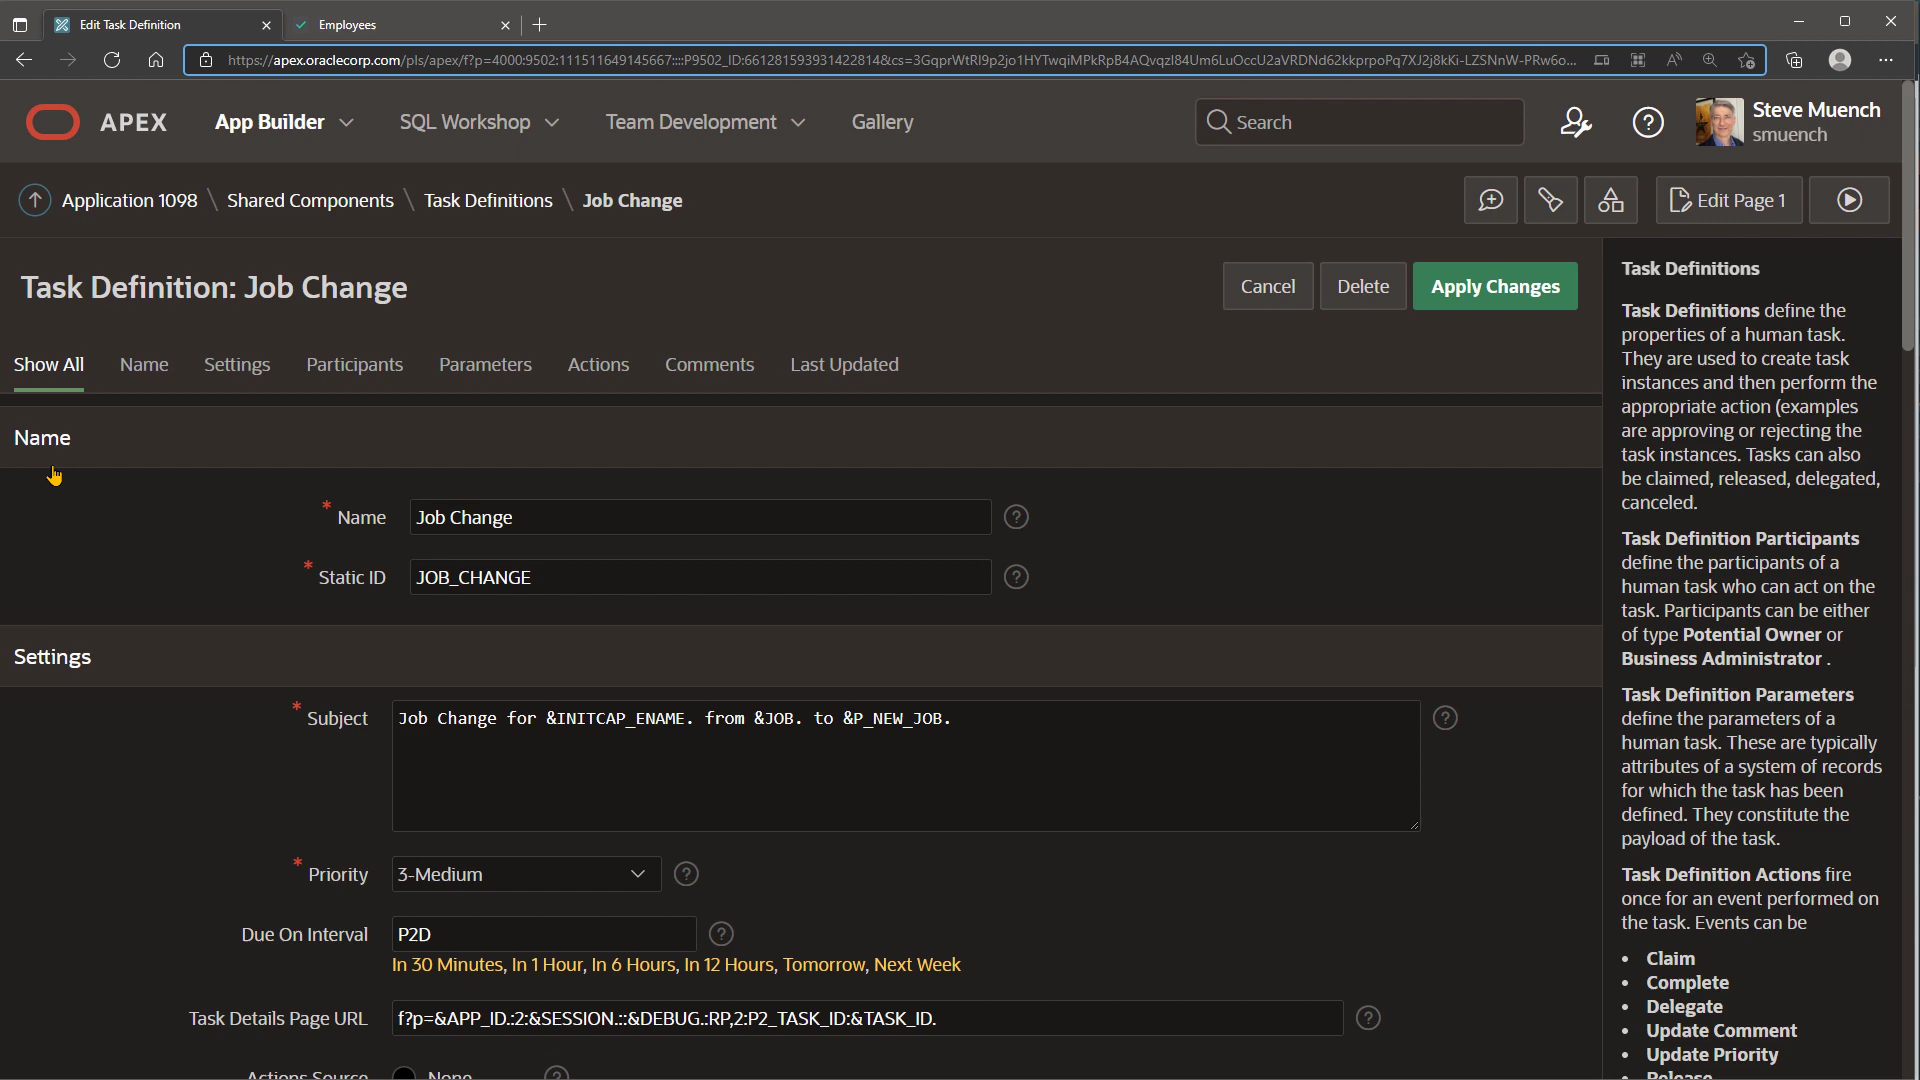 Edit Task Definition
Employees
https://apex.oraclecorp.com/pls/apex/f?p=4000:9502:111511649145667::::P9502_ID:661281593931422814&cs=3GqprWtRI9p2jo1HYTwqiMPkRpB4AQvqzI84Um6LuOccU2aVRDNd62kkprpoPq7XJ2j8kKi-LZSNnW-PRw6o...
APEX
App Builder
SQL Workshop
Team Development
Gallery
Search
Steve Muench
smuench
Application 1098 \ Shared Components \ Task Definitions \ Job Change
Edit Page 1
Task Definition: Job Change
Cancel
Delete
Apply Changes
Show All
Name
Settings
Participants
Parameters
Actions
Comments
Last Updated
Name
* Name
Job Change
* Static ID
JOB_CHANGE
Settings
* Subject
Job Change for &INITCAP_ENAME. from &JOB. to &P_NEW_JOB.
* Priority
3-Medium
Due On Interval
P2D
In 30 Minutes, In 1 Hour, In 6 Hours, In 12 Hours, Tomorrow, Next Week
Task Details Page URL
f?p=&APP_ID.:2:&SESSION.::&DEBUG.:RP,2:P2_TASK_ID:&TASK_ID.
Actions Source
None
Task Definitions
Task Definitions define the
properties of a human task.
They are used to create task
instances and then perform the
appropriate action (examples
are approving or rejecting the
task instances. Tasks can also
be claimed, released, delegated,
canceled.
Task Definition Participants
define the participants of a
human task who can act on the
task. Participants can be either
of type Potential Owner or
Business Administrator .
Task Definition Parameters
define the parameters of a
human task. These are typically
attributes of a system of records
for which the task has been
defined. They constitute the
payload of the task.
Task Definition Actions fire
once for an event performed on
the task. Events can be
• Claim
• Complete
• Delegate
• Update Comment
• Update Priority
• Release